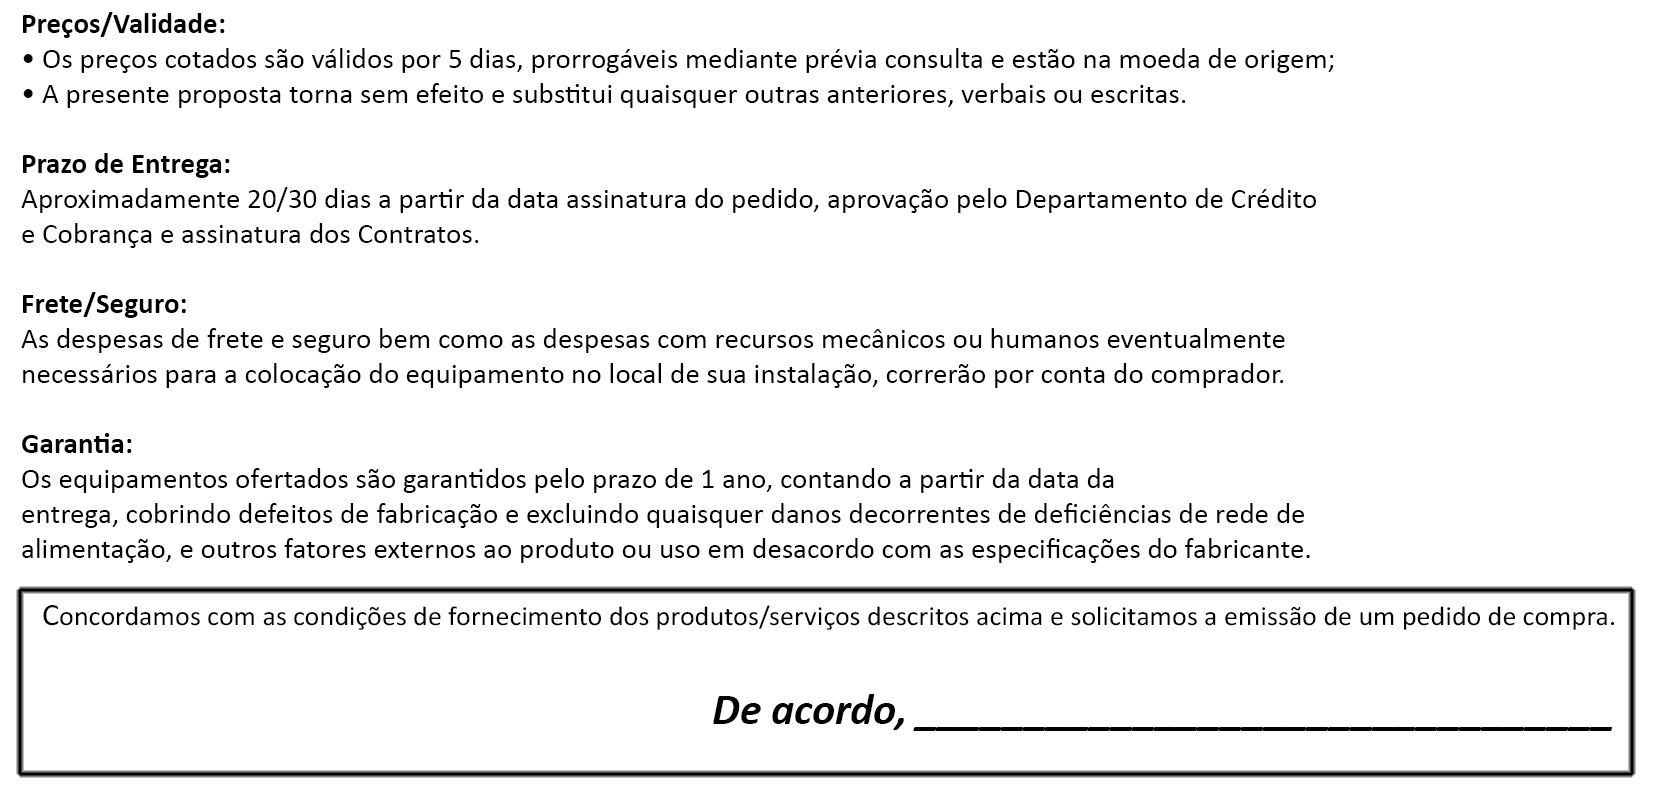 Preços/Validade:
• Os preços cotados são válidos por 5 dias, prorrogáveis mediante prévia consulta e estão na moeda de origem;
• A presente proposta torna sem efeito e substitui quaisquer outras anteriores, verbais ou escritas.
Prazo de Entrega:
Aproximadamente 20/30 dias a partir da data assinatura do pedido, aprovação pelo Departamento de Crédito
e Cobrança e assinatura dos Contratos.
Frete/Seguro:
As despesas de frete e seguro bem como as despesas com recursos mecânicos ou humanos eventualmente
necessários para a colocação do equipamento no local de sua instalação, correrão por conta do comprador.
Garantia:
Os equipamentos ofertados são garantidos pelo prazo de 1 ano, contando a partir da data da
entrega, cobrindo defeitos de fabricação e excluindo quaisquer danos decorrentes de deficiências de rede de
alimentação, e outros fatores externos ao produto ou uso em desacordo com as especificações do fabricante.
Concordamos com as condições de fornecimento dos produtos/serviços descritos acima e solicitamos a emissão de um pedido de compra.
De acordo, ________________________________